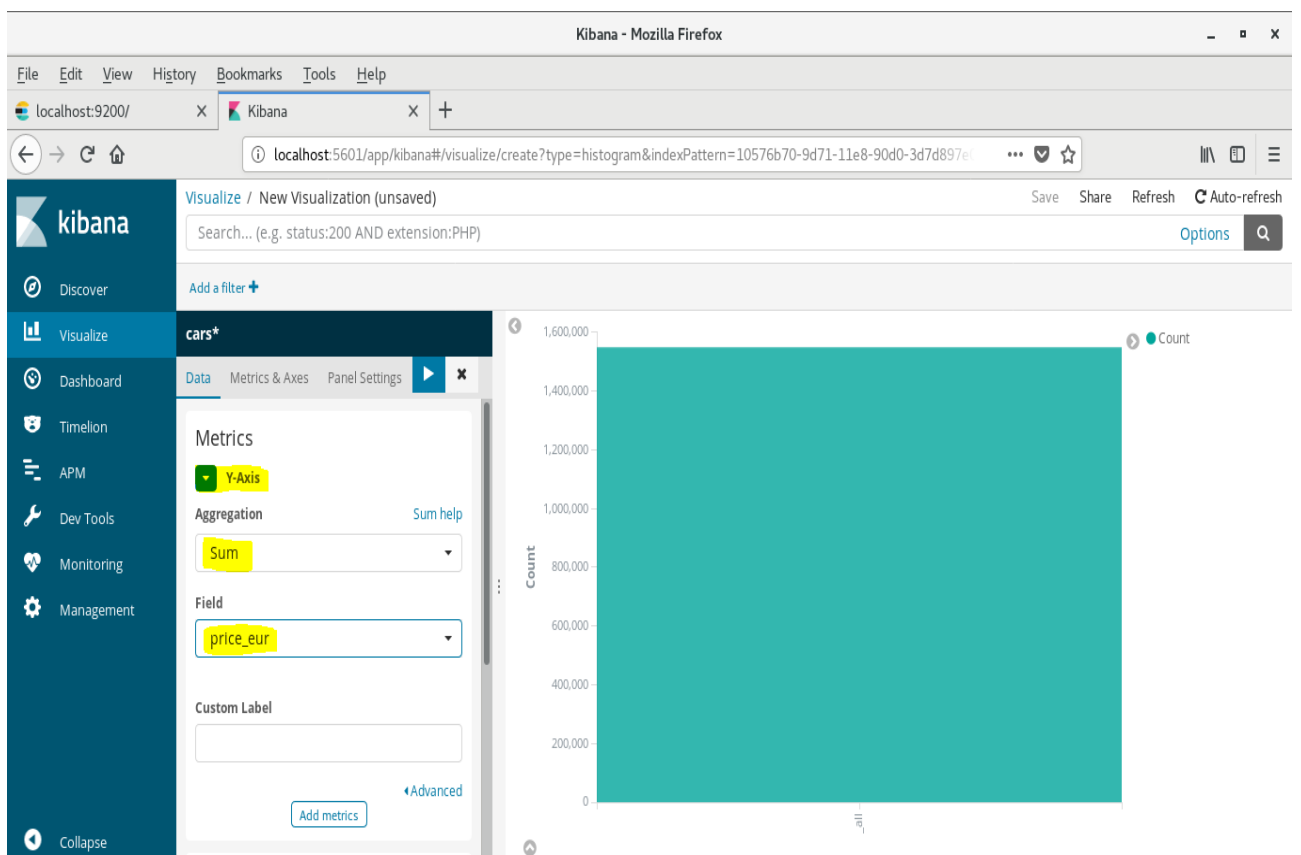 Kibana - Mozilla Firefox
File Edit View History Bookmarks Tools Help
localhost:9200/
Kibana
localhost:5601/app/kibana#/visualize/create?type=histogram&indexPattern=10576b70-9d71-11e8-90d0-3d7d897e
kibana
Visualize / New Visualization (unsaved)
Save Share Refresh Auto-refresh
Search... (e.g. status:200 AND extension:PHP)
Options
Discover
Visualize
Dashboard
Timelion
APM
Dev Tools
Monitoring
Management
Collapse
Add a filter +
cars*
Data Metrics & Axes Panel Settings
Metrics
Y-Axis
Aggregation Sum help
Sum
Field
price_eur
Custom Label
Advanced
Add metrics
1,600,000
1,400,000
1,200,000
1,000,000
800,000
600,000
400,000
200,000
0
Count
_all
Count